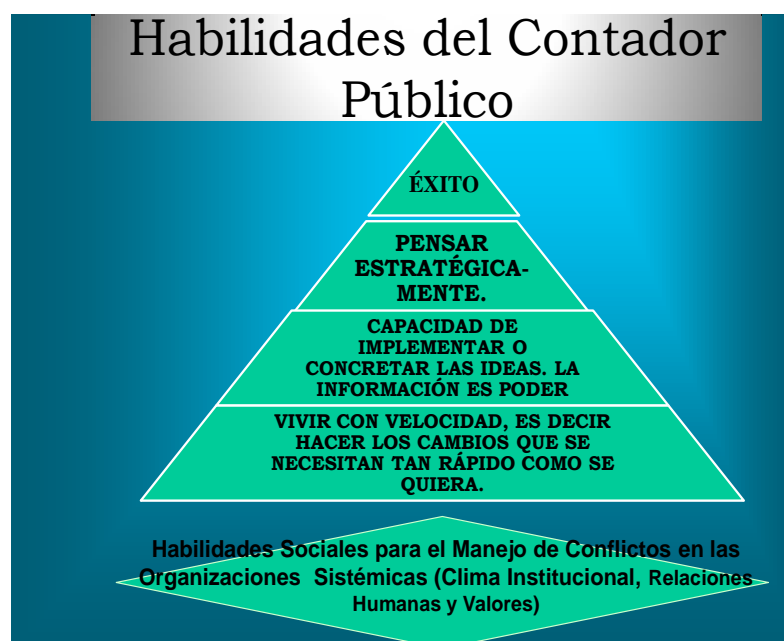 Habilidades del Contador
Público
ÉXITO
PENSAR
ESTRATÉGICA-
MENTE.
CAPACIDAD DE
IMPLEMENTAR O
CONCRETAR LAS IDEAS. LA
INFORMACIÓN ES PODER
VIVIR CON VELOCIDAD, ES DECIR
HACER LOS CAMBIOS QUE SE
NECESITAN TAN RÁPIDO COMO SE
QUIERA.
Habilidades Sociales para el Manejo de Conflictos en las
Organizaciones Sistémicas (Clima Institucional, Relaciones
Humanas y Valores)